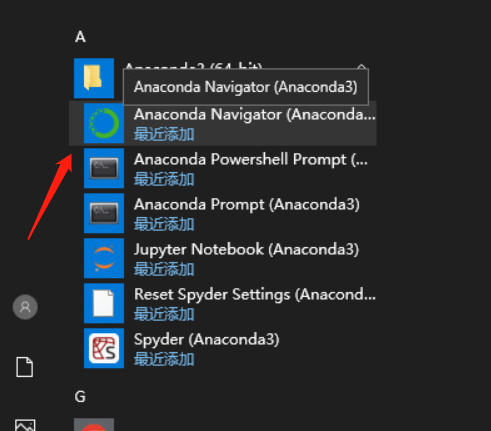 A
Anaconda3 (64-bit)
Anaconda Navigator (Anaconda3)
Anaconda Navigator (Anaconda...
最近添加
Anaconda Powershell Prompt (...
最近添加
Anaconda Prompt (Anaconda3)
最近添加
Jupyter Notebook (Anaconda3)
最近添加
Reset Spyder Settings (Anacond...
最近添加
Spyder (Anaconda3)
最近添加
G